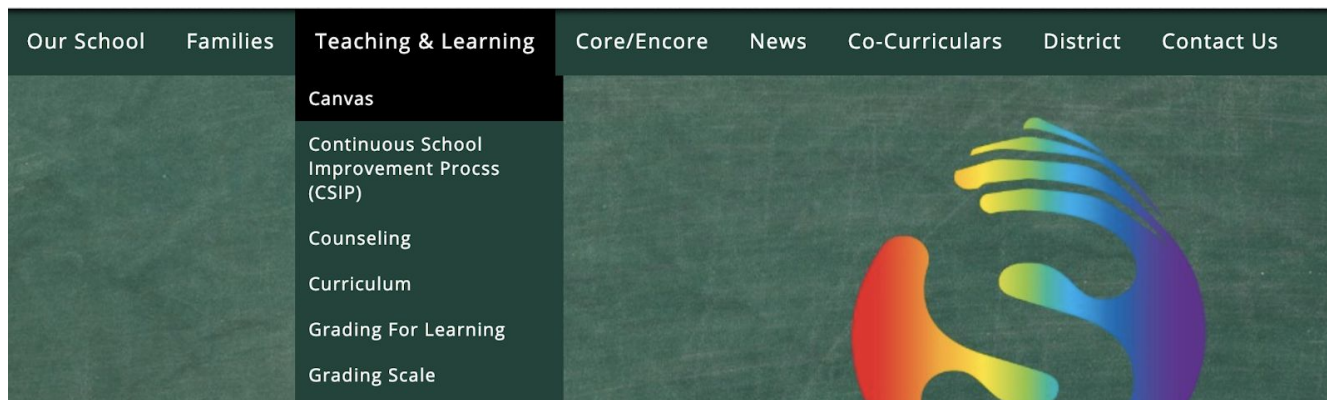 Our School Families Teaching & Learning Core/Encore News Co-Curriculars District Contact Us
Canvas
Continuous School
Improvement Procss
(CSIP)
Counseling
Curriculum
Grading For Learning
Grading Scale